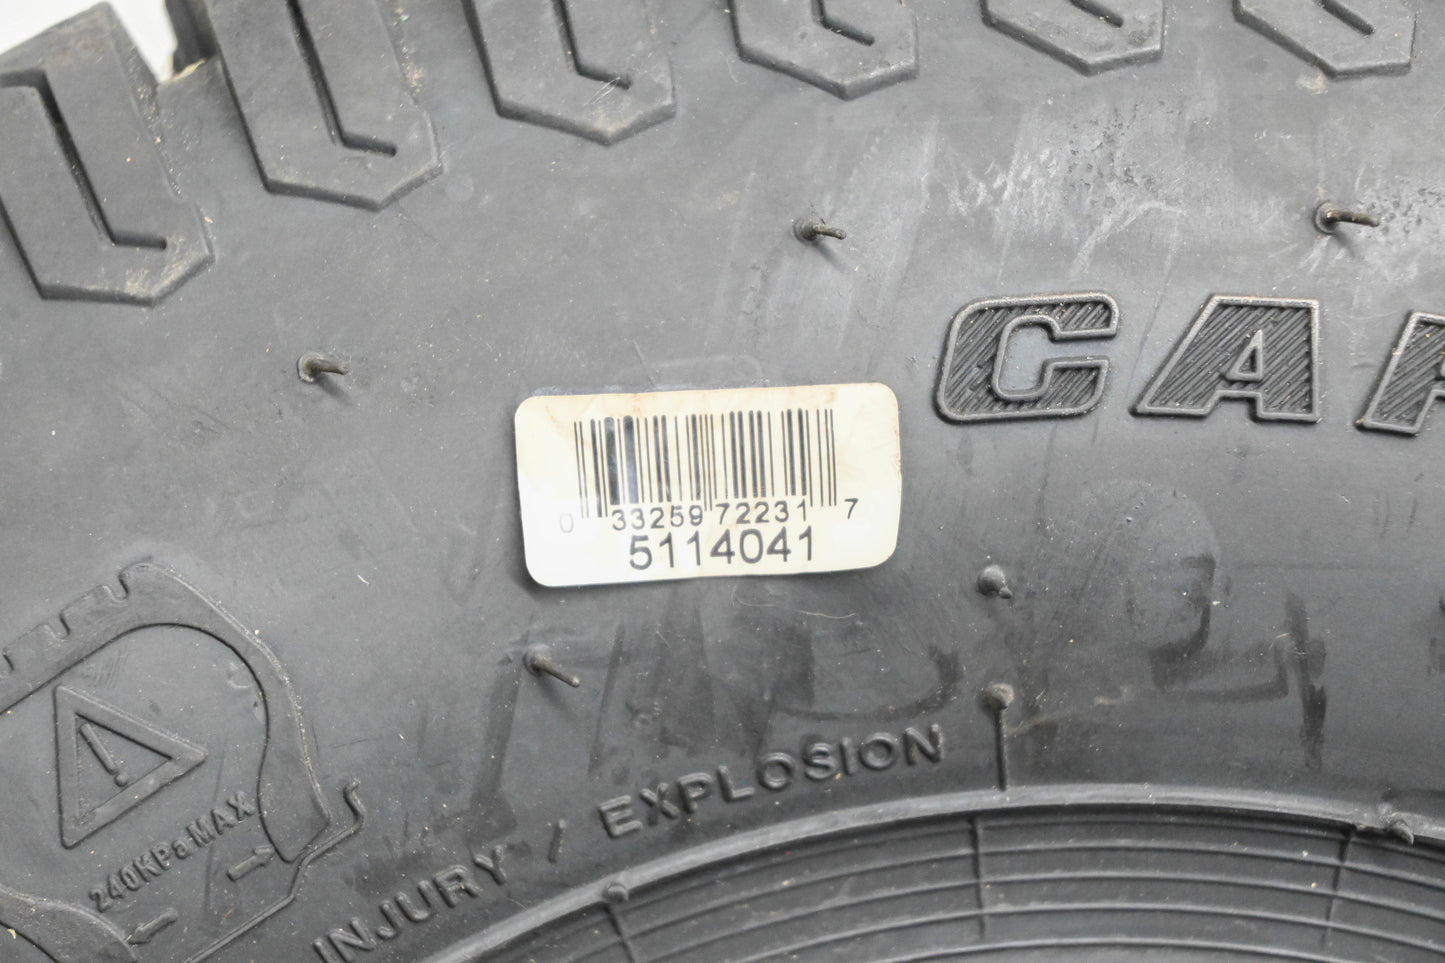 CAR
0 33259 72231 7
5114041
240KPa MAX
INJURY / EXPLOSION